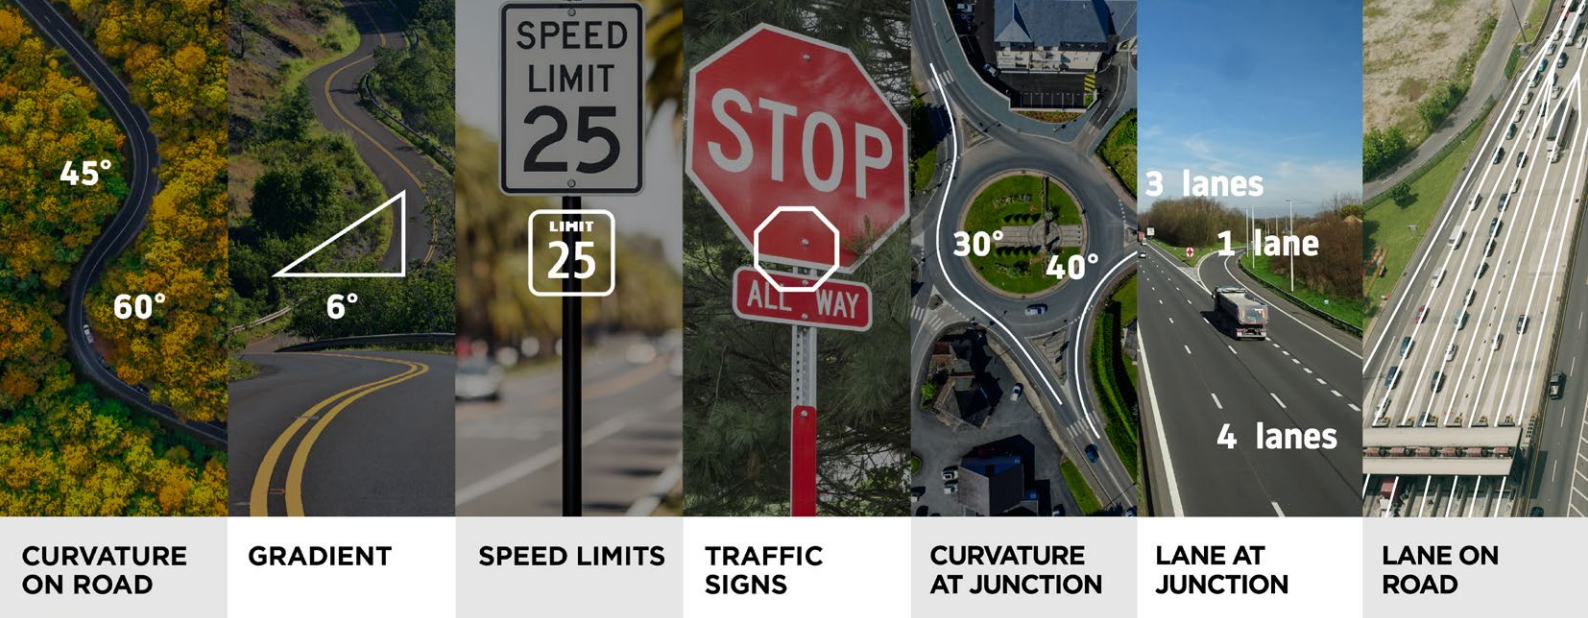 45°
60°
6°
SPEED
LIMIT
25
LIMIT
25
STOP
ALL WAY
30°
40°
3 lanes
1 lane
4 lanes
CURVATURE
ON ROAD
GRADIENT
SPEED LIMITS
TRAFFIC
SIGNS
CURVATURE
AT JUNCTION
LANE AT
JUNCTION
LANE ON
ROAD